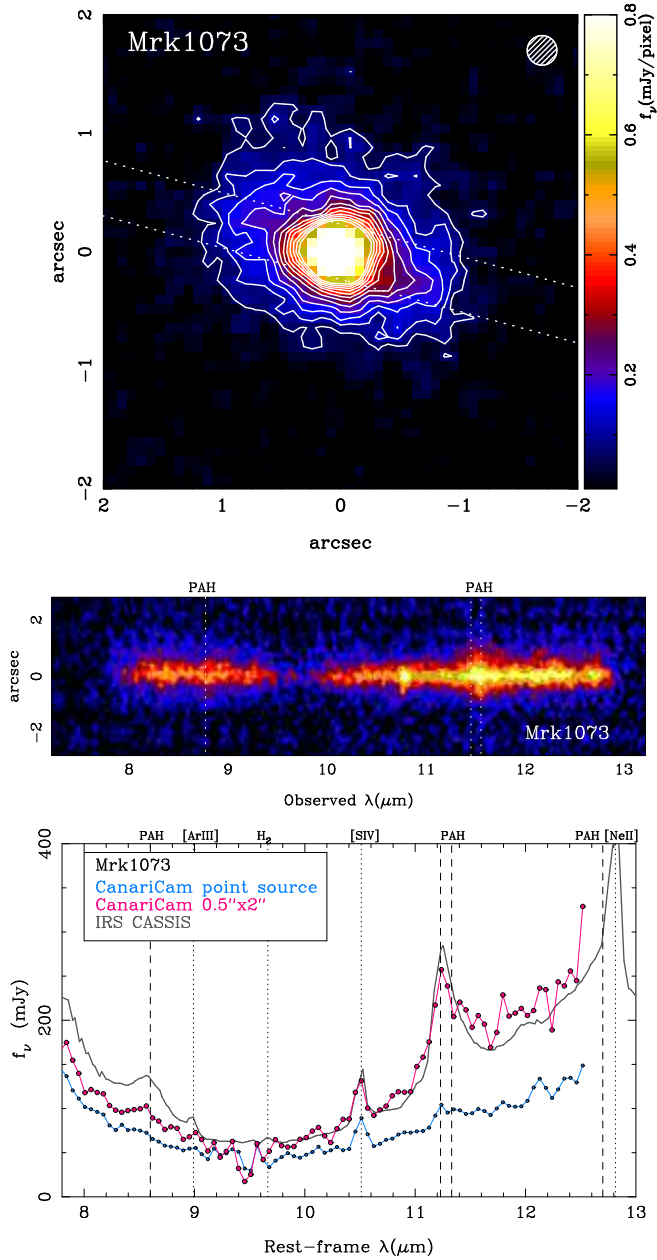 Mrk1073
2
1
0
−1
−2
arcsec
2
1
0
−1
−2
arcsec
0.8
0.6
0.4
0.2
fν(mJy/pixel)
PAH
PAH
2
0
−2
arcsec
Mrk1073
8
9
10
11
12
13
Observed λ(μm)
PAH
[ArIII]
H2
[SIV]
PAH
PAH
[NeII]
400
200
0
fν (mJy)
Mrk1073
CanariCam point source
CanariCam 0.5"x2"
IRS CASSIS
8
9
10
11
12
13
Rest−frame λ(μm)